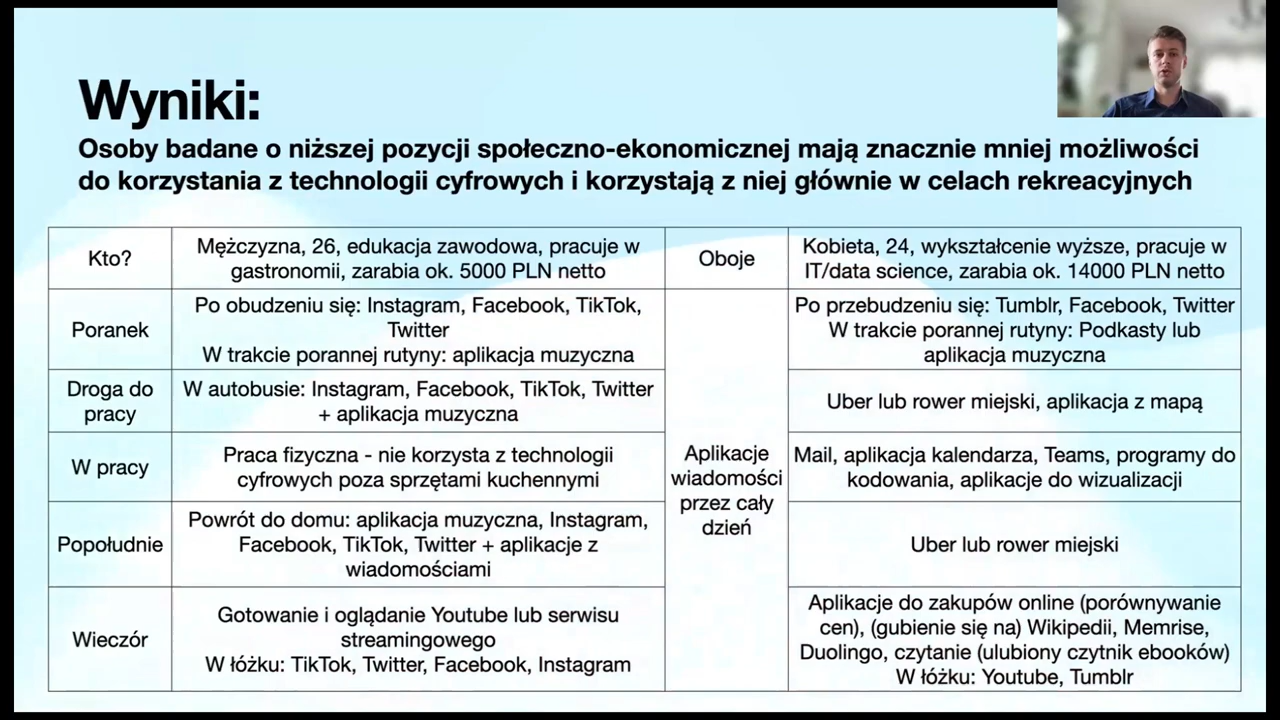 Wyniki:
Osoby badane o niższej pozycji społeczno-ekonomicznej mają znacznie mniej możliwości
do korzystania z technologii cyfrowych i korzystają z niej głównie w celach rekreacyjnych
Kto?
Mężczyzna, 26, edukacja zawodowa, pracuje w
gastronomii, zarabia ok. 5000 PLN netto
Oboje
Kobieta, 24, wykształcenie wyższe, pracuje w
IT/data science, zarabia ok. 14000 PLN netto
Poranek
Po obudzeniu się: Instagram, Facebook, TikTok,
Twitter
W trakcie porannej rutyny: aplikacja muzyczna
Po przebudzeniu się: Tumblr, Facebook, Twitter
W trakcie porannej rutyny: Podkasty lub
aplikacja muzyczna
Droga do
pracy
W autobusie: Instagram, Facebook, TikTok, Twitter
+ aplikacja muzyczna
Uber lub rower miejski, aplikacja z mapą
W pracy
Praca fizyczna - nie korzysta z technologii
cyfrowych poza sprzętami kuchennymi
Aplikacje
wiadomości
przez cały
dzień
Mail, aplikacja kalendarza, Teams, programy do
kodowania, aplikacje do wizualizacji
Popołudnie
Powrót do domu: aplikacja muzyczna, Instagram,
Facebook, TikTok, Twitter + aplikacje z
wiadomościami
Uber lub rower miejski
Wieczór
Gotowanie i oglądanie Youtube lub serwisu
streamingowego
W łóżku: TikTok, Twitter, Facebook, Instagram
Aplikacje do zakupów online (porównywanie
cen), (gubienie się na) Wikipedii, Memrise,
Duolingo, czytanie (ulubiony czytnik ebooków)
W łóżku: Youtube, Tumblr